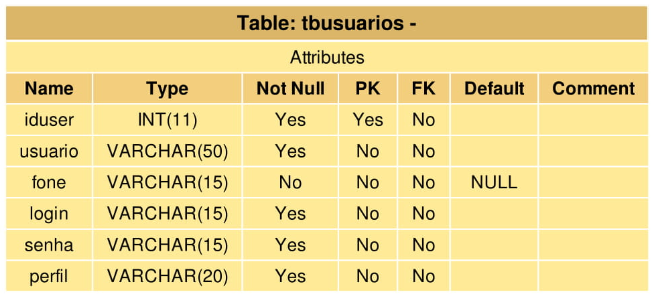 Table: tbusuarios -
Attributes
Name Type Not Null PK FK Default Comment
iduser INT(11) Yes Yes No
usuario VARCHAR(50) Yes No No
fone VARCHAR(15) No No No NULL
login VARCHAR(15) Yes No No
senha VARCHAR(15) Yes No No
perfil VARCHAR(20) Yes No No